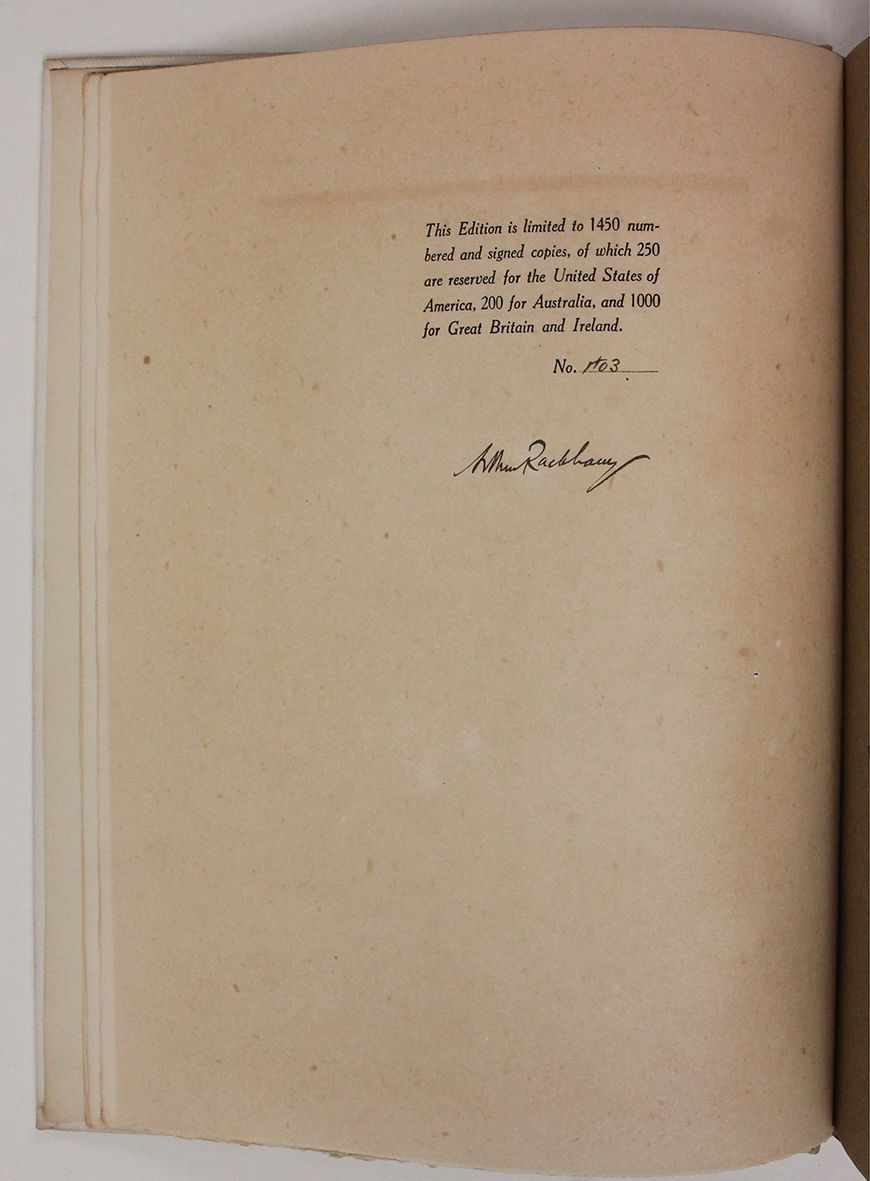 This Edition is limited to 1450 num-
bered and signed copies, of which 250
are reserved for the United States of
America, 200 for Australia, and 1000
for Great Britain and Ireland.
No.
Arthur Rackham